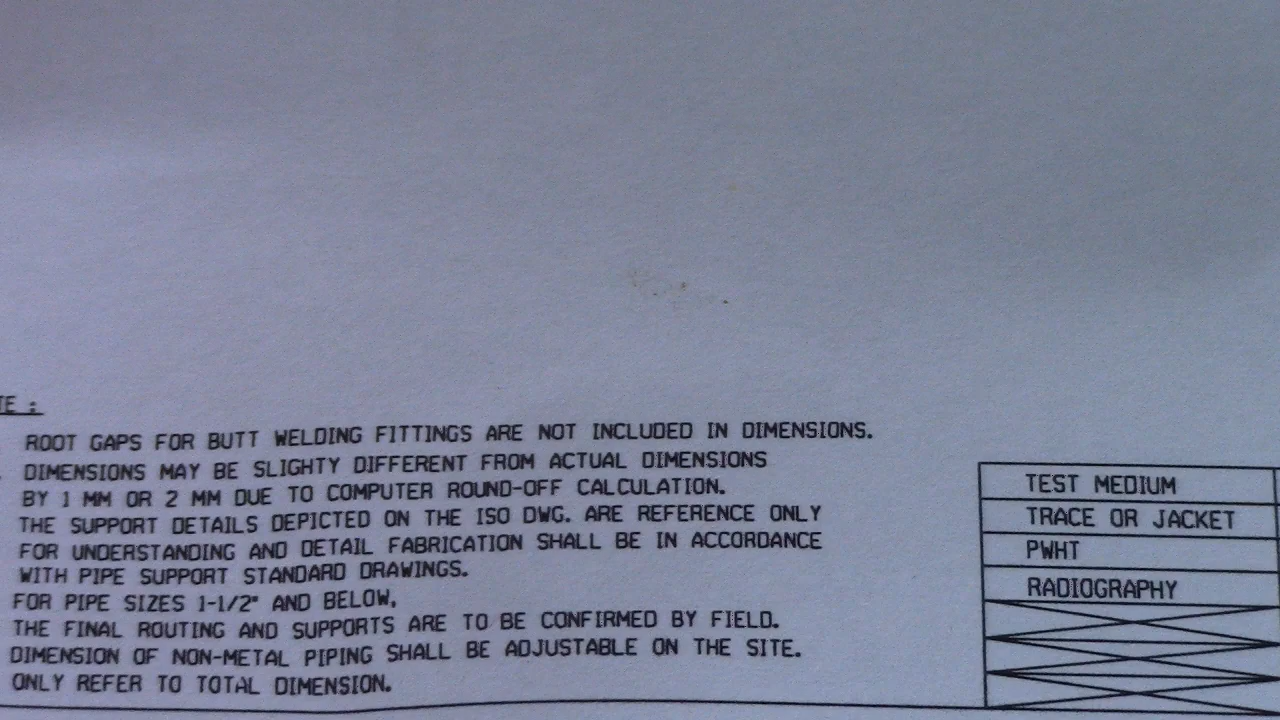 TE :
ROOT GAPS FOR BUTT WELDING FITTINGS ARE NOT INCLUDED IN DIMENSIONS.
DIMENSIONS MAY BE SLIGHTY DIFFERENT FROM ACTUAL DIMENSIONS
BY 1 MM OR 2 MM DUE TO COMPUTER ROUND-OFF CALCULATION.
THE SUPPORT DETAILS DEPICTED ON THE ISO DWG. ARE REFERENCE ONLY
FOR UNDERSTANDING AND DETAIL FABRICATION SHALL BE IN ACCORDANCE
WITH PIPE SUPPORT STANDARD DRAWINGS.
FOR PIPE SIZES 1-1/2" AND BELOW,
THE FINAL ROUTING AND SUPPORTS ARE TO BE CONFIRMED BY FIELD.
DIMENSION OF NON-METAL PIPING SHALL BE ADJUSTABLE ON THE SITE.
ONLY REFER TO TOTAL DIMENSION.
TEST MEDIUM
TRACE OR JACKET
PWHT
RADIOGRAPHY